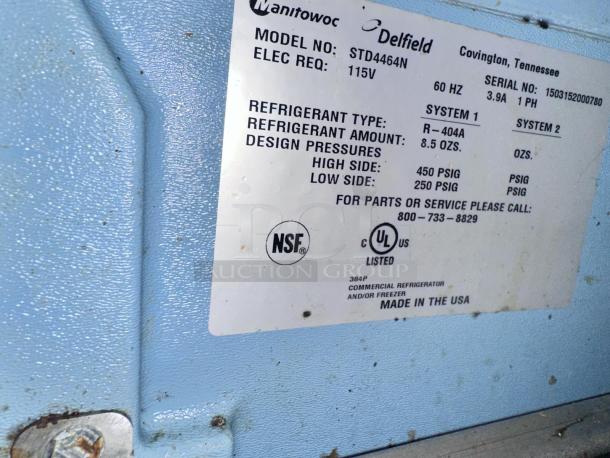 Manitowoc Delfield Covington, Tennessee
MODEL NO: STD4464N SERIAL NO: 1503152000780
ELEC REQ: 115V 60 HZ 3.9A 1 PH
SYSTEM 1 SYSTEM 2
REFRIGERANT TYPE: R-404A
REFRIGERANT AMOUNT: 8.5 OZS. OZS.
DESIGN PRESSURES
HIGH SIDE: 450 PSIG PSIG
LOW SIDE: 250 PSIG PSIG
FOR PARTS OR SERVICE PLEASE CALL:
800-733-8829
NSF®
C UL US
LISTED
384P
COMMERCIAL REFRIGERATOR
AND/OR FREEZER
MADE IN THE USA
AUCTION GROUP